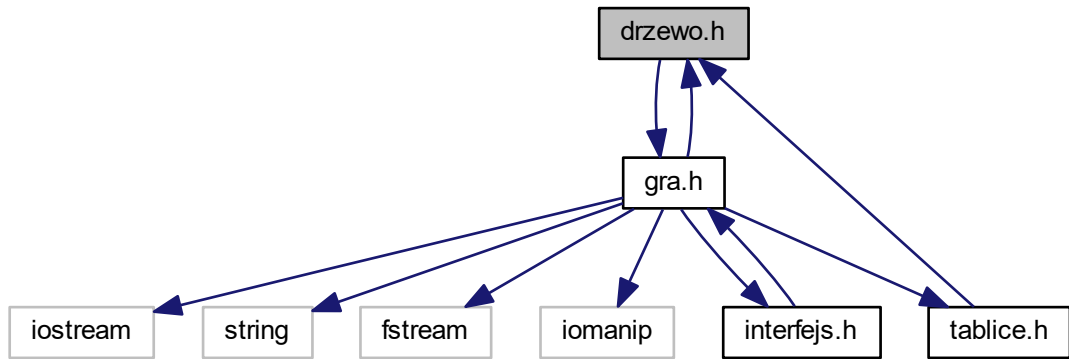 drzewo.h
gra.h
iostream
string
fstream
iomanip
interfejs.h
tablice.h